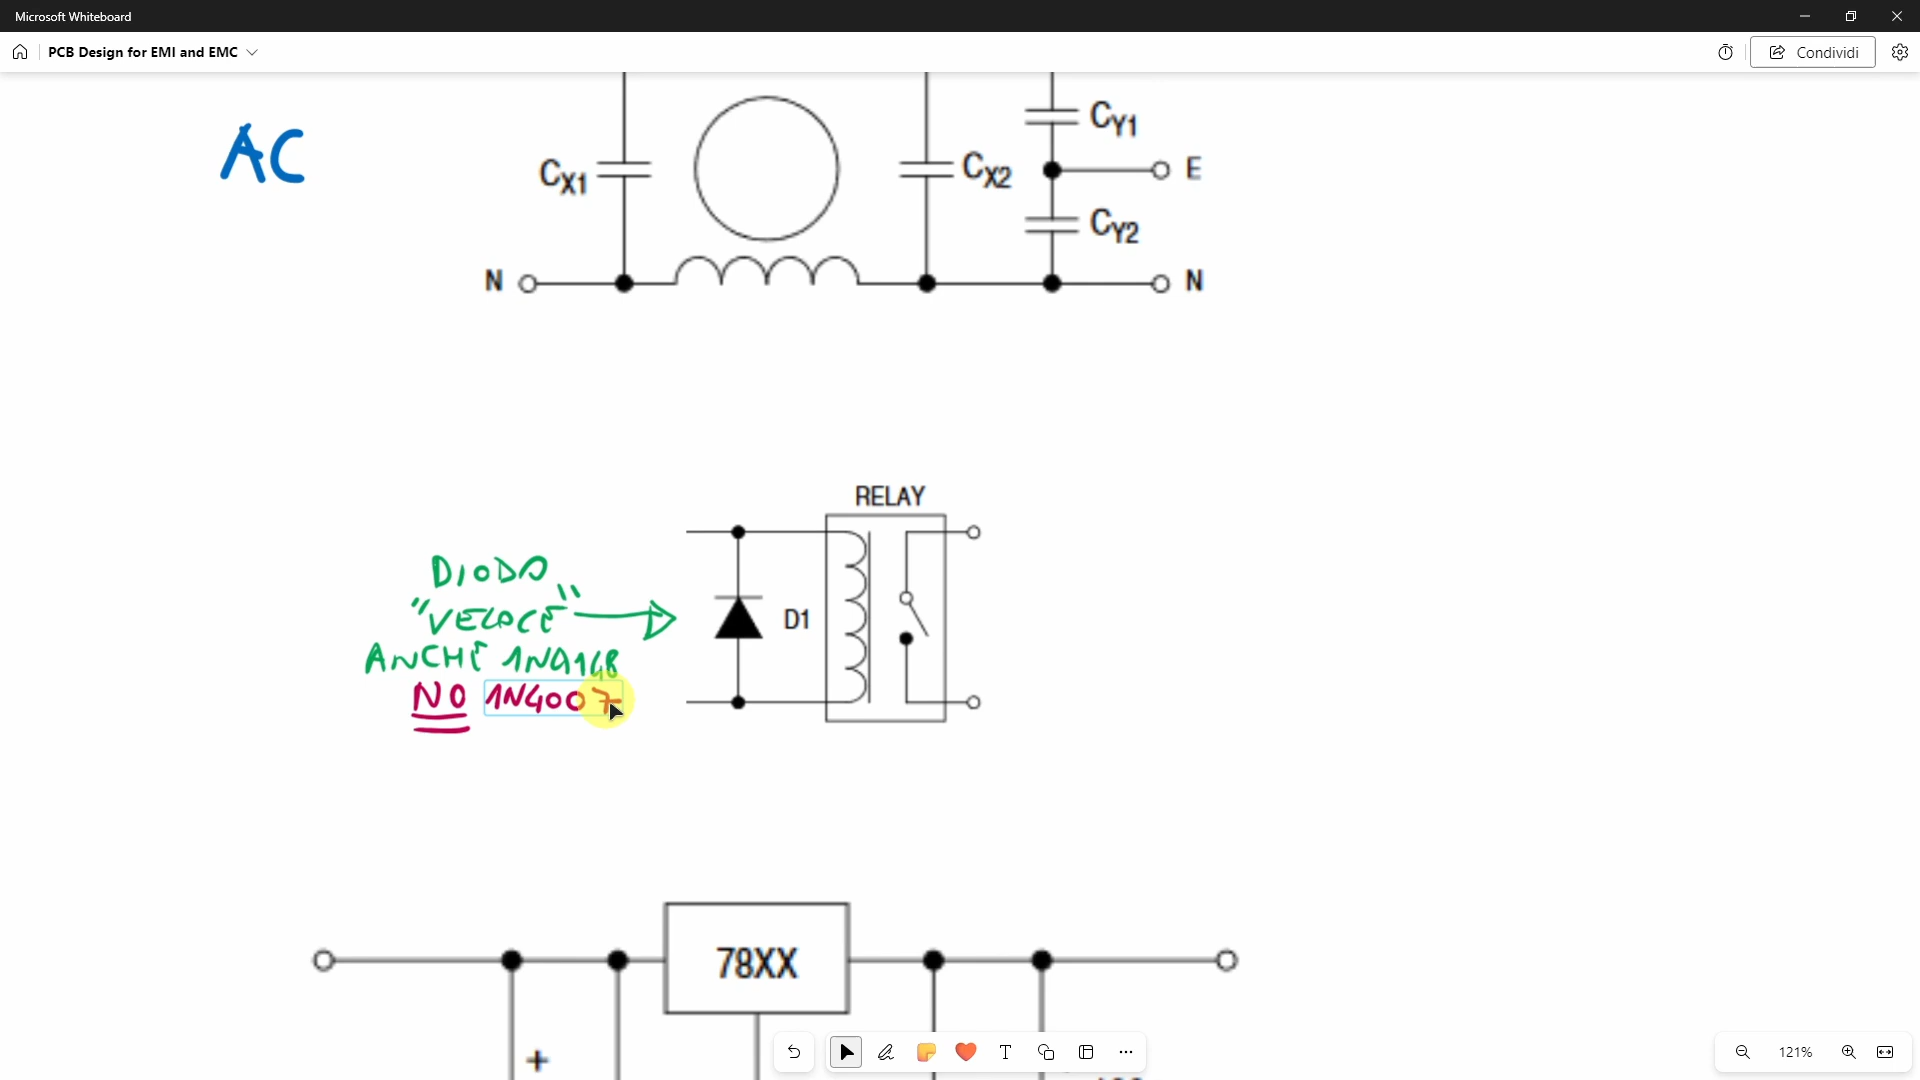 Microsoft Whiteboard
PCB Design for EMI and EMC
Condividi
AC
CX1
CX2
CY1
E
CY2
N
N
RELAY
DIODO
"VELOCE"
D1
ANCHE 1N4148
NO 1N4007
78XX
+
T
121%